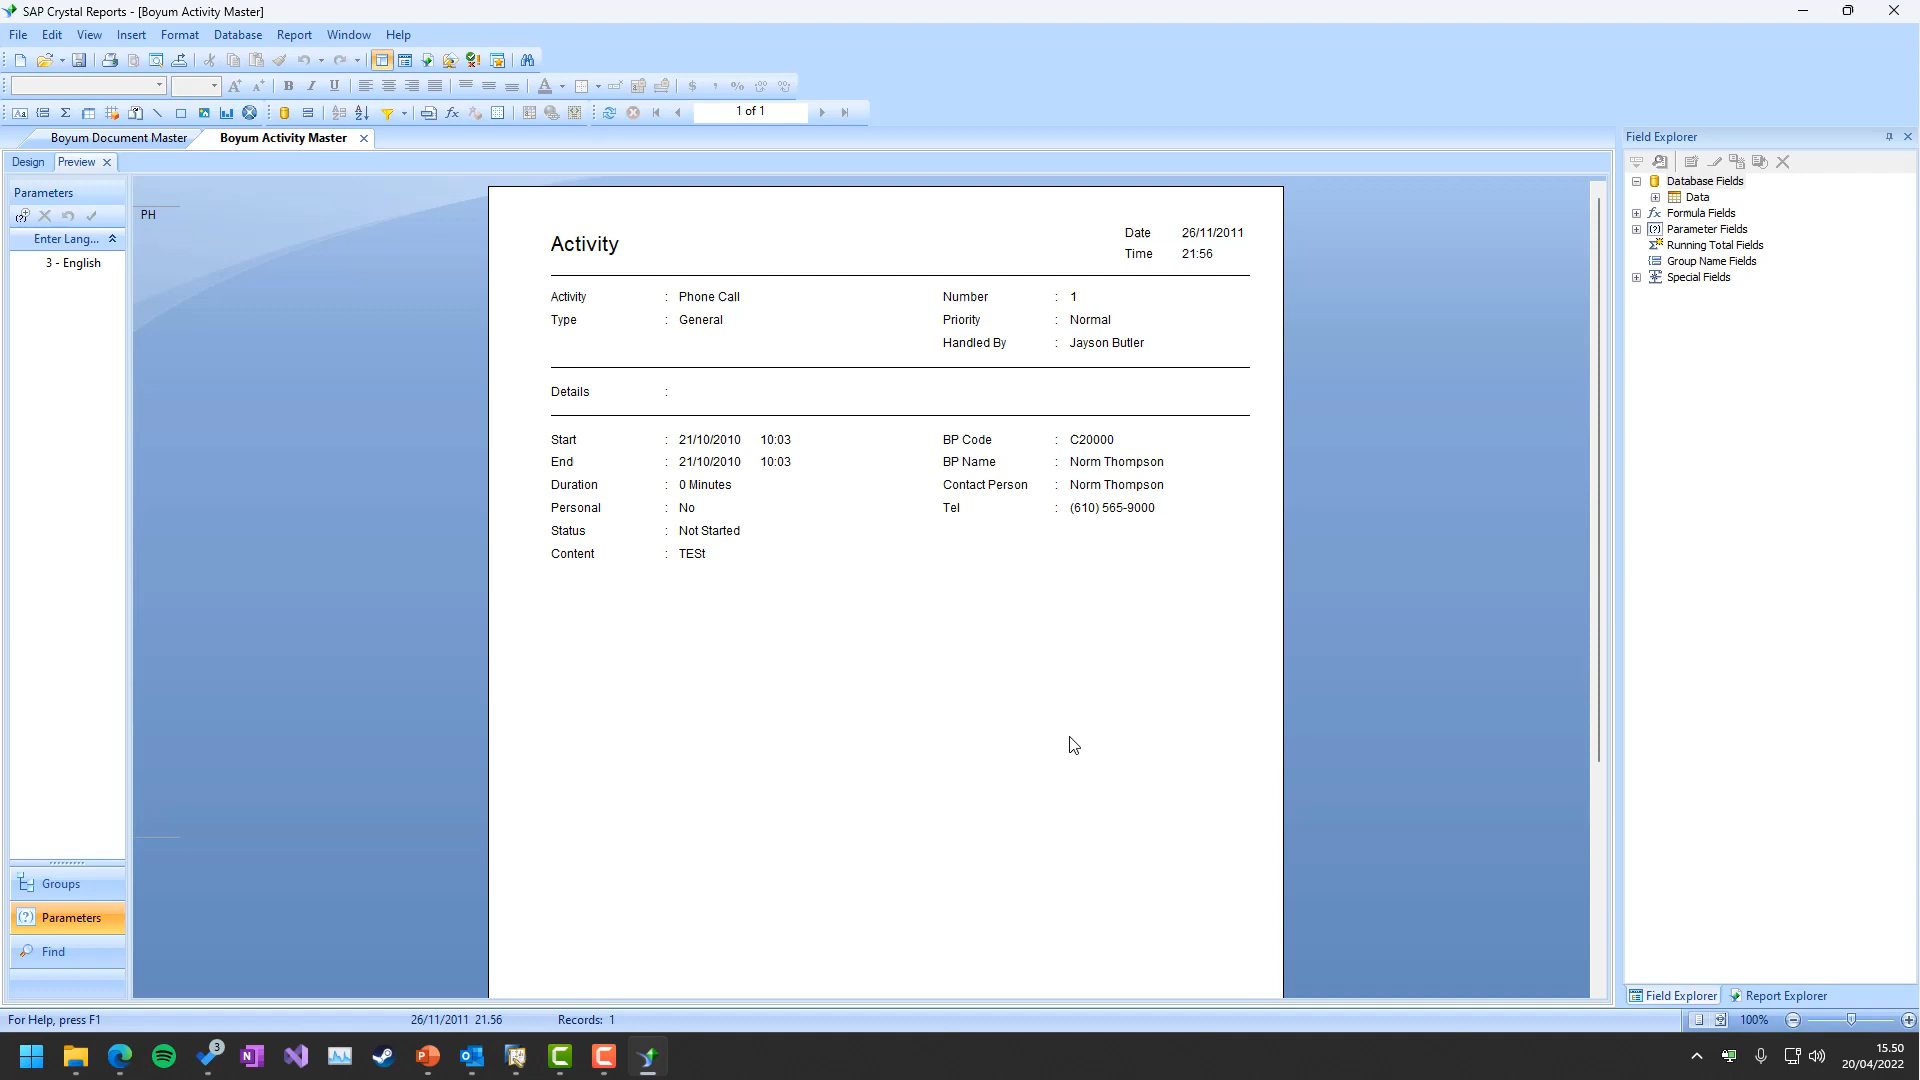 SAP Crystal Reports - [Boyum Activity Master]
File Edit View Insert Format Database Report Window Help
1 of 1
Boyum Document Master Boyum Activity Master
Field Explorer
Design Preview
Parameters
Enter Lang...
3 - English
Groups
Parameters
Find
PH
Activity
Date 26/11/2011
Time 21:56
Activity : Phone Call Number : 1
Type : General Priority : Normal
Handled By : Jayson Butler
Details :
Start : 21/10/2010 10:03 BP Code : C20000
End : 21/10/2010 10:03 BP Name : Norm Thompson
Duration : 0 Minutes Contact Person : Norm Thompson
Personal : No Tel : (610) 565-9000
Status : Not Started
Content : TESt
Database Fields
Data
Formula Fields
Parameter Fields
Running Total Fields
Group Name Fields
Special Fields
Field Explorer Report Explorer
For Help, press F1 26/11/2011 21.56 Records: 1 100%
3
15.50
20/04/2022